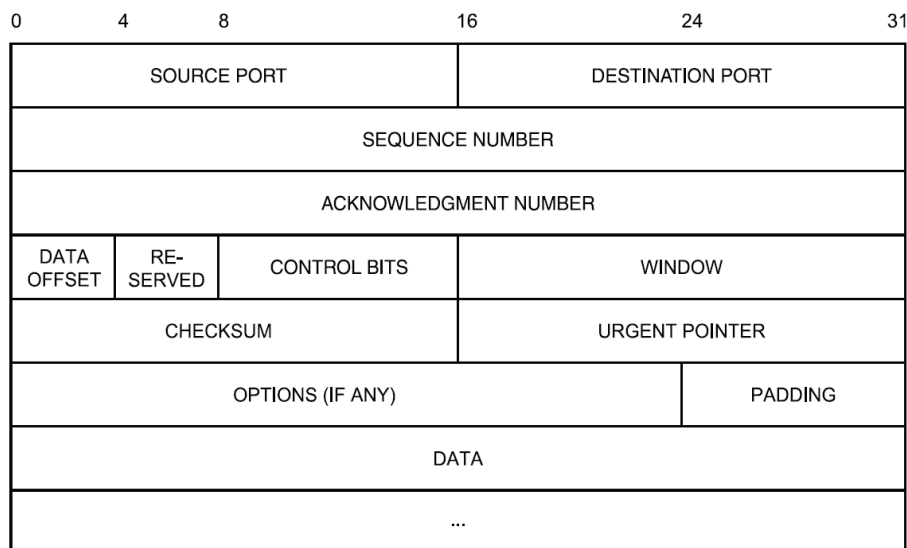 0 4 8 16 24 31
SOURCE PORT DESTINATION PORT
SEQUENCE NUMBER
ACKNOWLEDGMENT NUMBER
DATA OFFSET RE-SERVED CONTROL BITS WINDOW
CHECKSUM URGENT POINTER
OPTIONS (IF ANY) PADDING
DATA
...